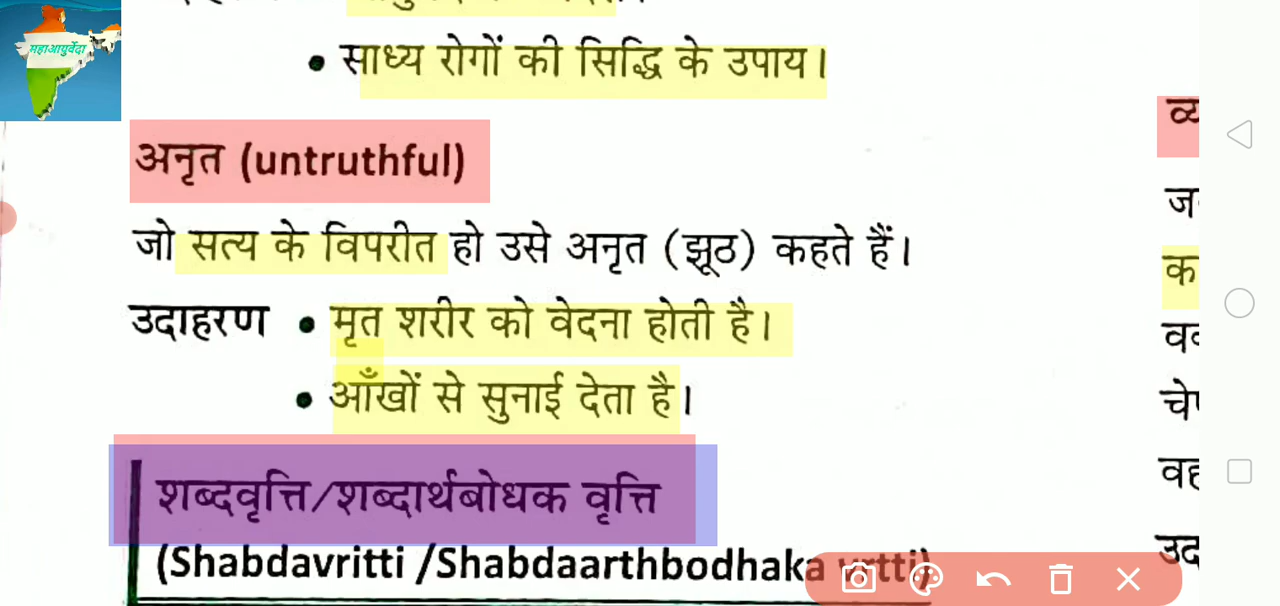 महाआयुर्वेदा
• साध्य रोगों की सिद्धि के उपाय।
अनृत (untruthful)
जो सत्य के विपरीत हो उसे अनृत (झूठ) कहते हैं।
उदाहरण • मृत शरीर को वेदना होती है।
• आँखों से सुनाई देता है।
शब्दवृत्ति/शब्दार्थबोधक वृत्ति
(Shabdavritti /Shabdaarthbodhaka vrtti)